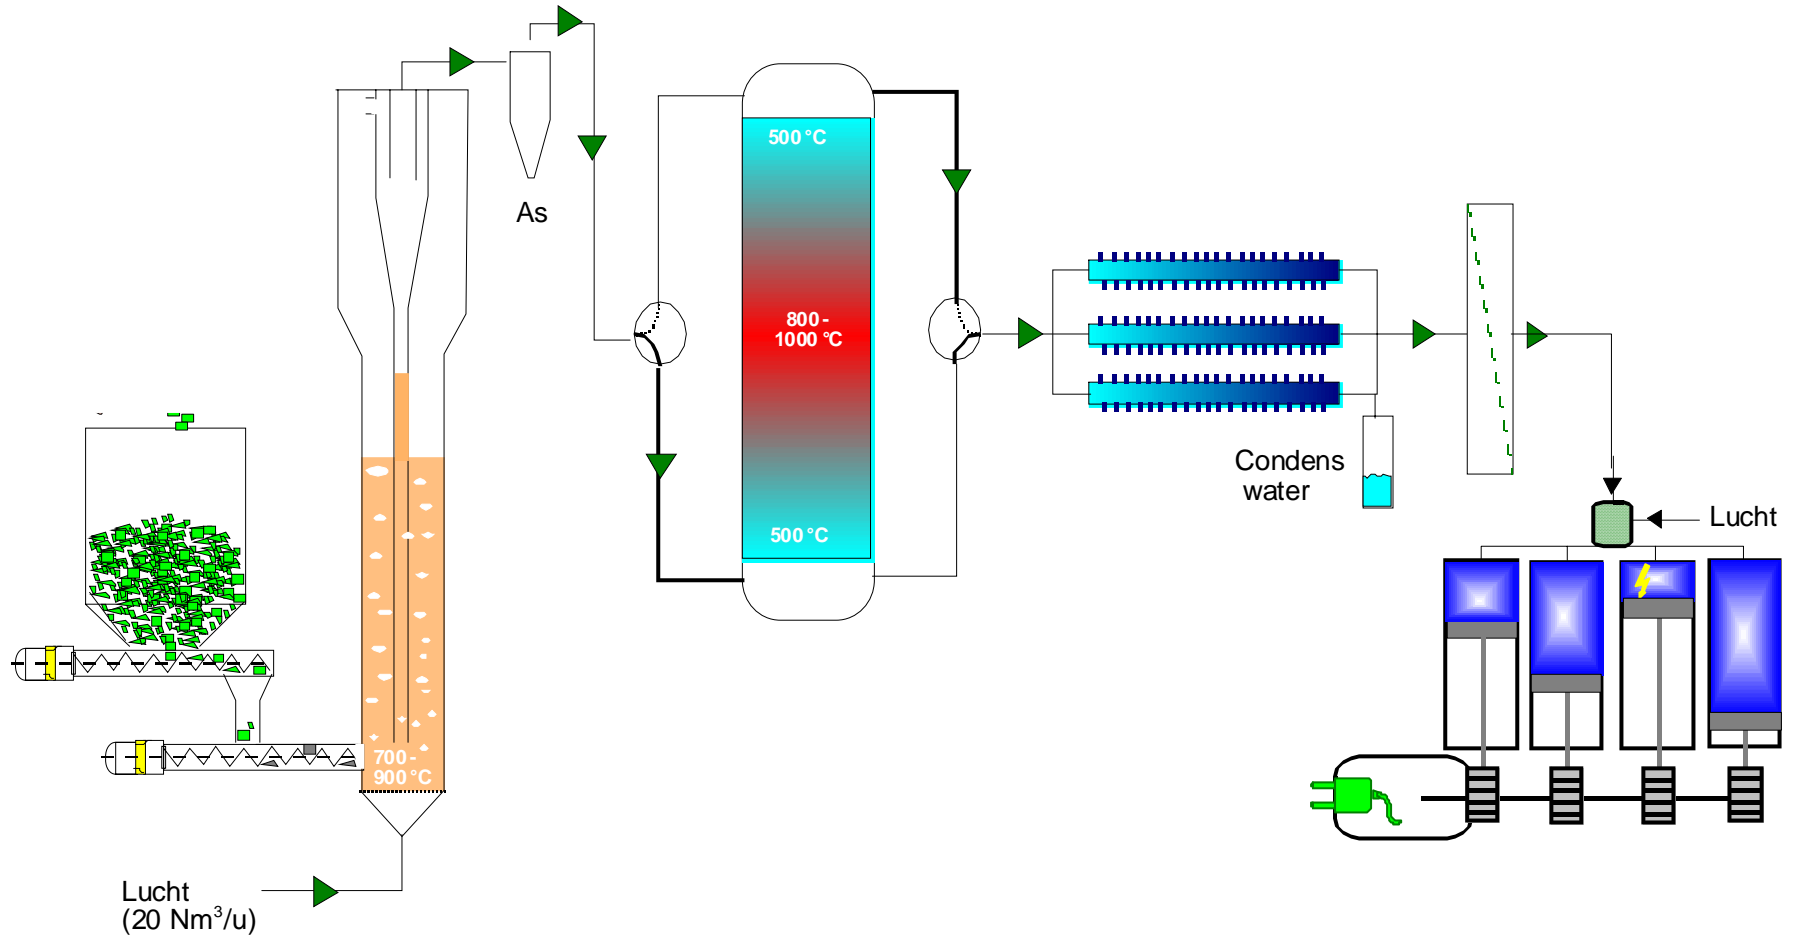 As
500 °C
800 -
1000 °C
500 °C
Condens
water
Lucht
700 -
900 °C
Lucht
(20 Nm³/u)